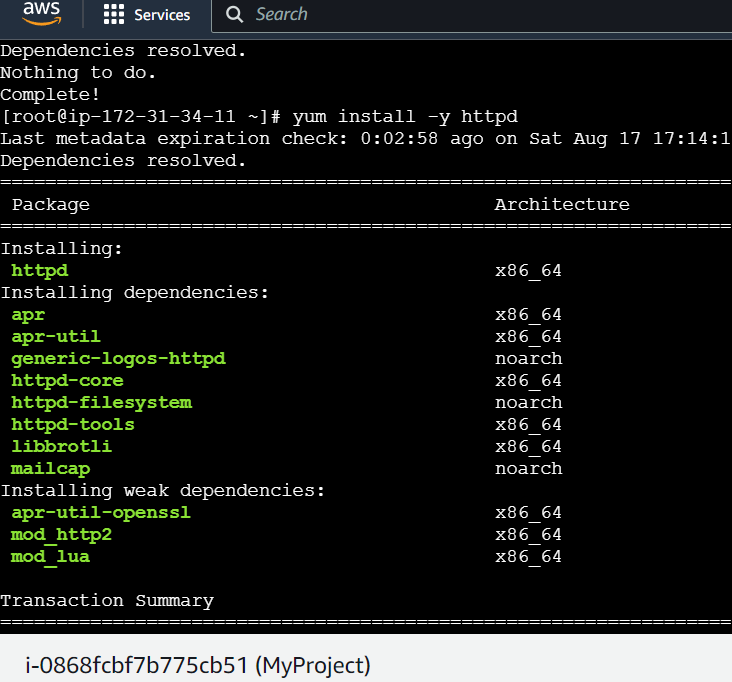 aws
Services
Search
Dependencies resolved.
Nothing to do.
Complete!
[root@ip-172-31-34-11 ~]# yum install -y httpd
Last metadata expiration check: 0:02:58 ago on Sat Aug 17 17:14:1
Dependencies resolved.
================================================================================
Package Architecture
================================================================================
Installing:
httpd x86_64
Installing dependencies:
apr x86_64
apr-util x86_64
generic-logos-httpd noarch
httpd-core x86_64
httpd-filesystem noarch
httpd-tools x86_64
libbrotli x86_64
mailcap noarch
Installing weak dependencies:
apr-util-openssl x86_64
mod_http2 x86_64
mod_lua x86_64
Transaction Summary
================================================================================
i-0868fcbf7b775cb51 (MyProject)